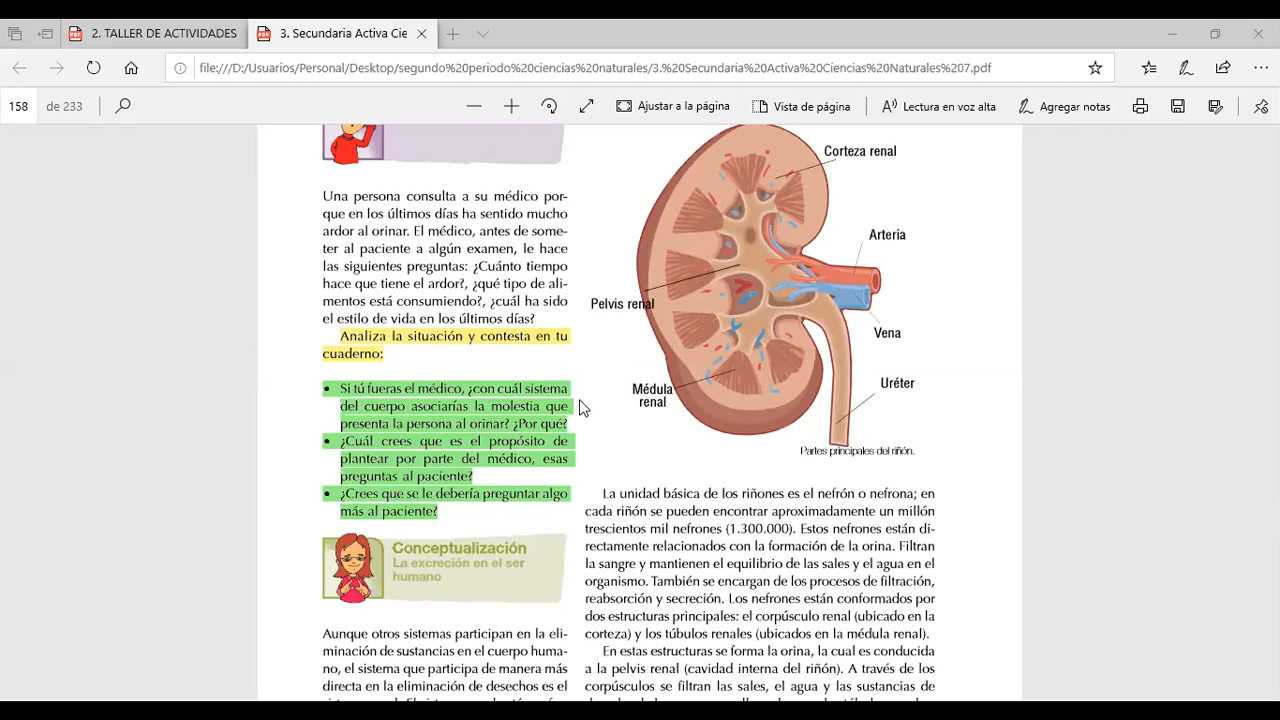 2. TALLER DE ACTIVIDADES
3. Secundaria Activa Cie
file:///D:/Usuarios/Personal/Desktop/segundo%20periodo%20ciencias%20naturales/3.%20Secundaria%20Activa%20Ciencias%20Naturales%207.pdf
158 de 233
Ajustar a la página
Vista de página
Lectura en voz alta
Agregar notas
Una persona consulta a su médico por-
que en los últimos días ha sentido mucho
ardor al orinar. El médico, antes de some-
ter al paciente a algún examen, le hace
las siguientes preguntas: ¿Cuánto tiempo
hace que tiene el ardor?, ¿qué tipo de ali-
mentos está consumiendo?, ¿cuál ha sido
el estilo de vida en los últimos días?
Analiza la situación y contesta en tu
cuaderno:
• Si tú fueras el médico, ¿con cuál sistema
del cuerpo asociarías la molestia que
presenta la persona al orinar? ¿Por qué?
• ¿Cuál crees que es el propósito de
plantear por parte del médico, esas
preguntas al paciente?
• ¿Crees que se le debería preguntar algo
más al paciente?
Conceptualización
La excreción en el ser
humano
Aunque otros sistemas participan en la eli-
minación de sustancias en el cuerpo huma-
no, el sistema que participa de manera más
directa en la eliminación de desechos es el
Corteza renal
Arteria
Pelvis renal
Vena
Médula
renal
Uréter
Partes principales del riñón.
La unidad básica de los riñones es el nefrón o nefrona; en
cada riñón se pueden encontrar aproximadamente un millón
trescientos mil nefrones (1.300.000). Estos nefrones están di-
rectamente relacionados con la formación de la orina. Filtran
la sangre y mantienen el equilibrio de las sales y el agua en el
organismo. También se encargan de los procesos de filtración,
reabsorción y secreción. Los nefrones están conformados por
dos estructuras principales: el corpúsculo renal (ubicado en la
corteza) y los túbulos renales (ubicados en la médula renal).
En estas estructuras se forma la orina, la cual es conducida
a la pelvis renal (cavidad interna del riñón). A través de los
corpúsculos se filtran las sales, el agua y las sustancias de